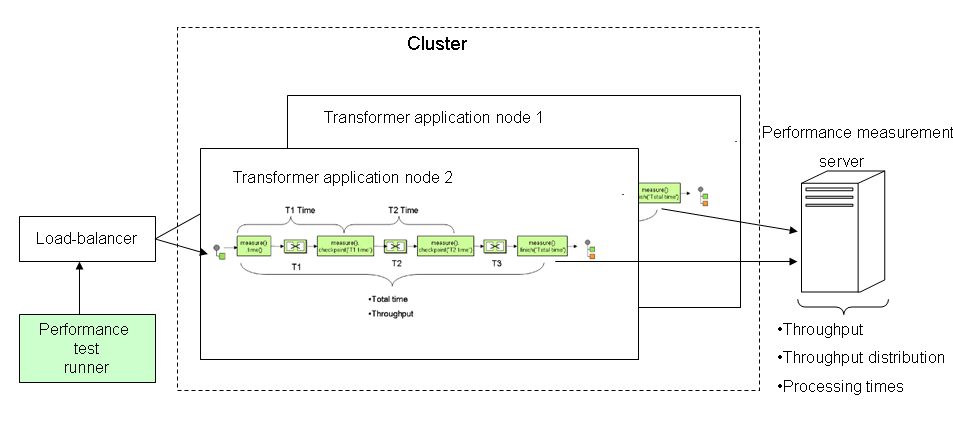 Cluster
Transformer application node 1
Performance measurement
server
Transformer application node 2
measure().
finish('Total time')
T1 Time
T2 Time
Load-balancer
measure().
time()
measure().
checkpoint('T1 time')
measure().
checkpoint('T2 time')
measure().
finish('Total time')
T1
T2
T3
•Total time
•Throughput
Performance
test
runner
•Throughput
•Throughput distribution
•Processing times